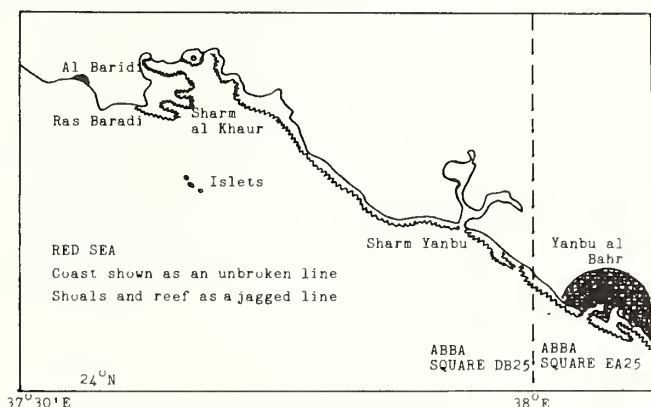 Al Baridi
Ras Baradi
Sharm
al Khaur
Islets
Sharm Yanbu
Yanbu al
Bahr
RED SEA
Coast shown as an unbroken line
Shoals and reef as a jagged line
ABBA
SQUARE DB25
ABBA
SQUARE EA25
24°N
37°30'E
38°E